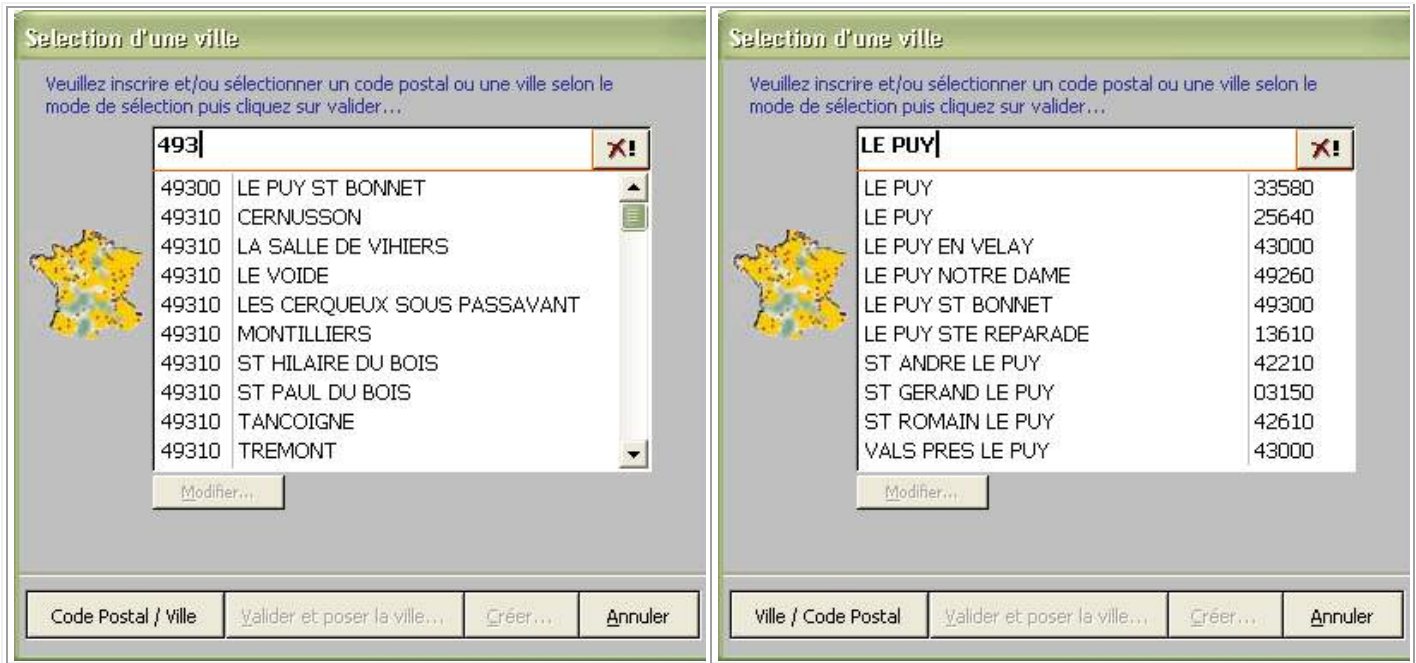 Selection d'une ville
Veuillez inscrire et/ou sélectionner un code postal ou une ville selon le
mode de sélection puis cliquez sur valider...
493
X!
49300 LE PUY ST BONNET
49310 CERNUSSON
49310 LA SALLE DE VIHIERS
49310 LE VOIDE
49310 LES CERQUEUX SOUS PASSAVANT
49310 MONTILLIERS
49310 ST HILAIRE DU BOIS
49310 ST PAUL DU BOIS
49310 TANCOIGNE
49310 TREMONT
Modifier...
Code Postal / Ville Valider et poser la ville... Créer... Annuler
Selection d'une ville
Veuillez inscrire et/ou sélectionner un code postal ou une ville selon le
mode de sélection puis cliquez sur valider...
LE PUY
X!
LE PUY 33580
LE PUY 25640
LE PUY EN VELAY 43000
LE PUY NOTRE DAME 49260
LE PUY ST BONNET 49300
LE PUY STE REPARADE 13610
ST ANDRE LE PUY 42210
ST GERAND LE PUY 03150
ST ROMAIN LE PUY 42610
VALS PRES LE PUY 43000
Modifier...
Ville / Code Postal Valider et poser la ville... Créer... Annuler